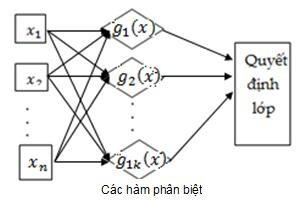 x₁
g₁(x)
x₂
g₂(x)
Quyết
định
lớp
xₙ
g₁ₖ(x)
Các hàm phân biệt